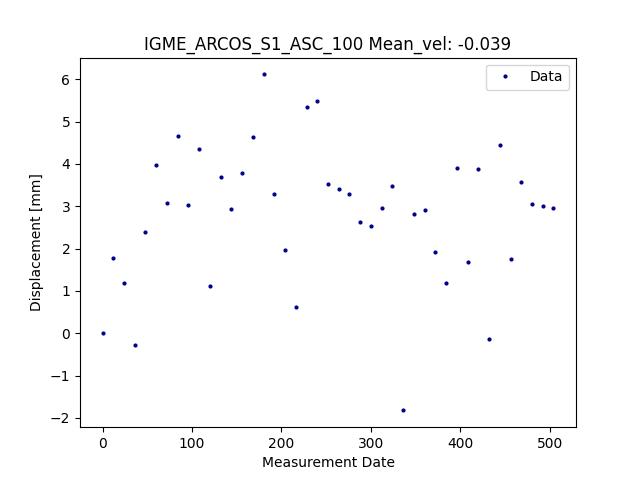 IGME_ARCOS_S1_ASC_100 Mean_vel: -0.039
Data
6
5
4
3
2
1
0
−1
−2
Displacement [mm]
0 100 200 300 400 500
Measurement Date